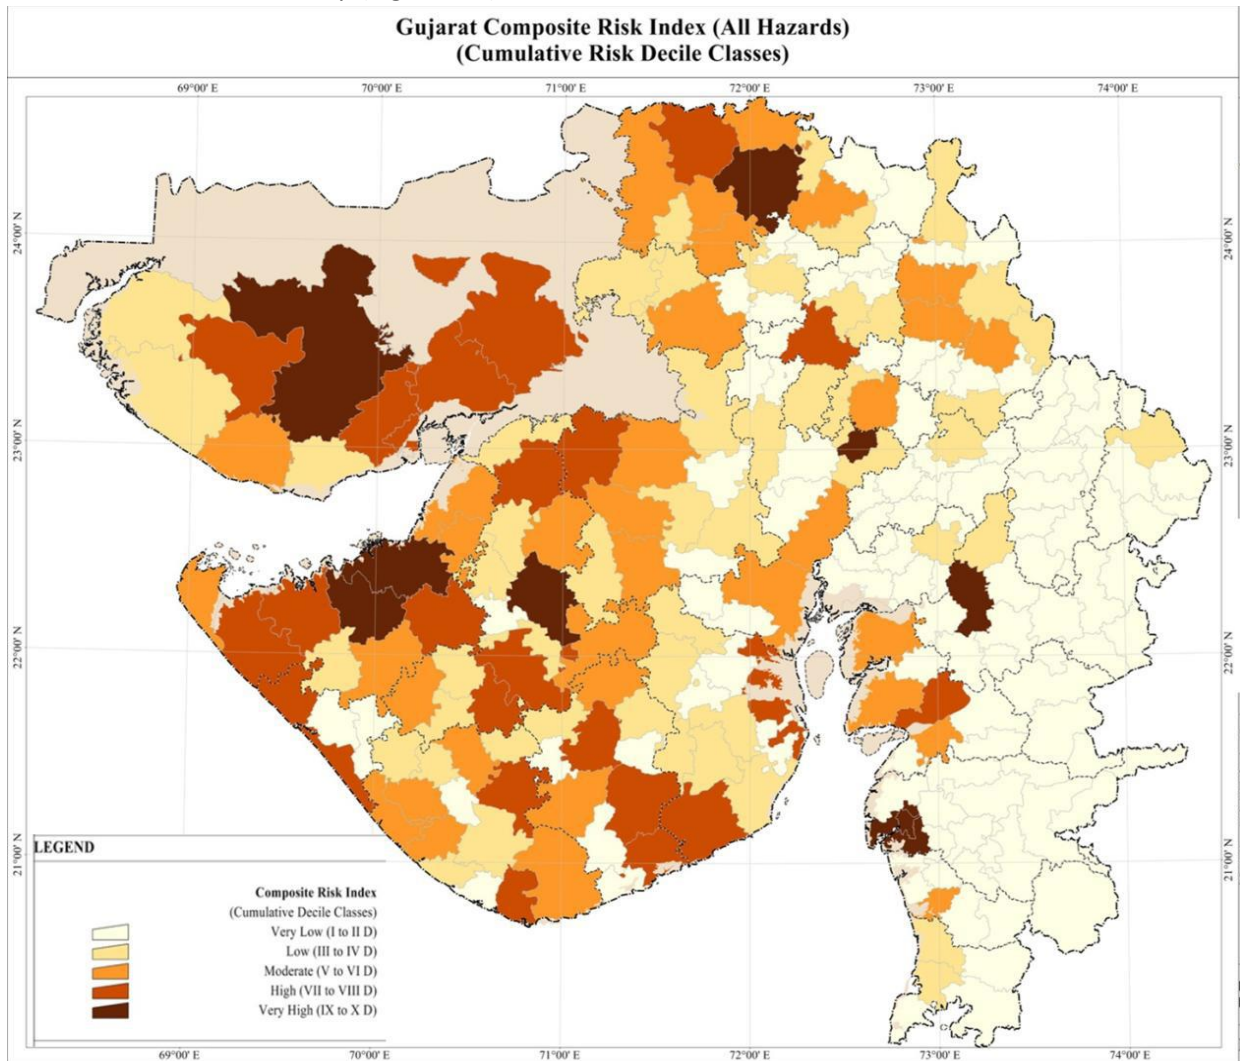 Gujarat Composite Risk Index (All Hazards)
(Cumulative Risk Decile Classes)
69°00' E 70°00' E 71°00' E 72°00' E 73°00' E 74°00' E
24°00' N 24°00' N
23°00' N 23°00' N
22°00' N 22°00' N
21°00' N 21°00' N
LEGEND
Composite Risk Index
(Cumulative Decile Classes)
Very Low (I to II D)
Low (III to IV D)
Moderate (V to VI D)
High (VII to VIII D)
Very High (IX to X D)
69°00' E 70°00' E 71°00' E 72°00' E 73°00' E 74°00' E